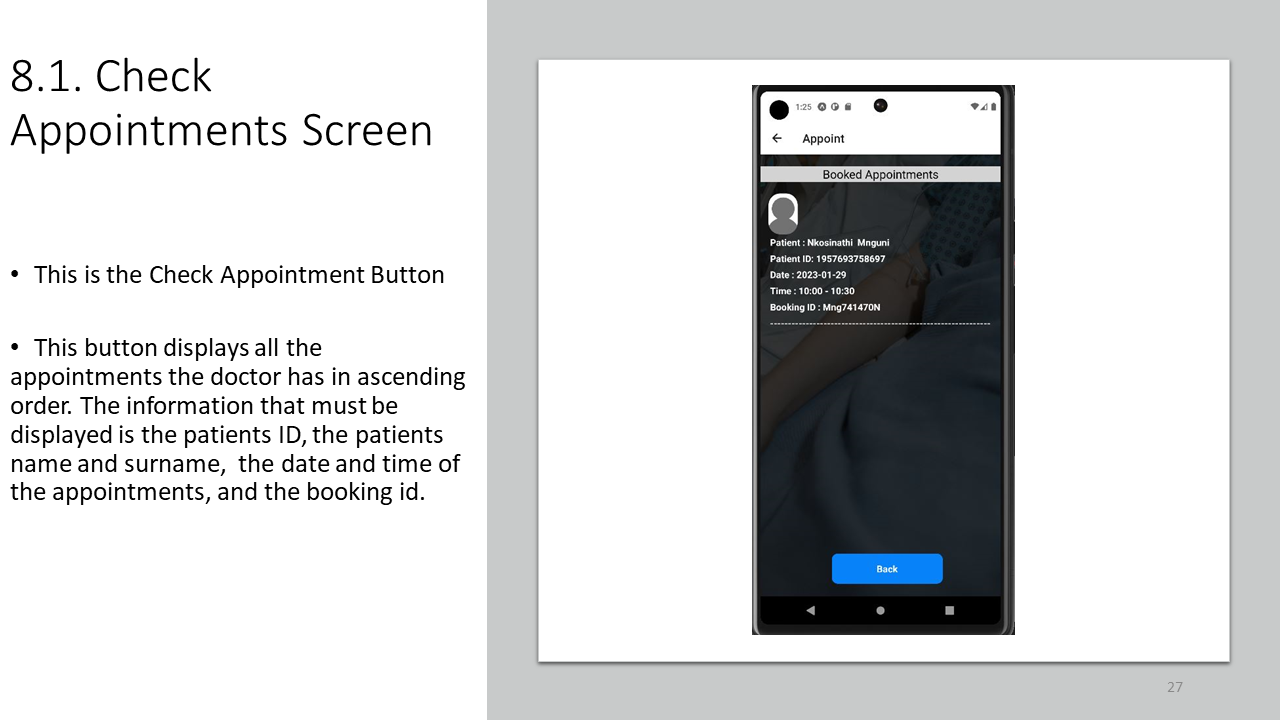 8.1. Check
Appointments Screen
• This is the Check Appointment Button
• This button displays all the
appointments the doctor has in ascending
order. The information that must be
displayed is the patients ID, the patients
name and surname,  the date and time of
the appointments, and the booking id.
1:25
Appoint
Booked Appointments
Patient : Nkosinathi  Mnguni
Patient ID: 1957693758697
Date : 2023-01-29
Time : 10:00 - 10:30
Booking ID : Mng741470N
--------------------------------------------------------------
Back
27